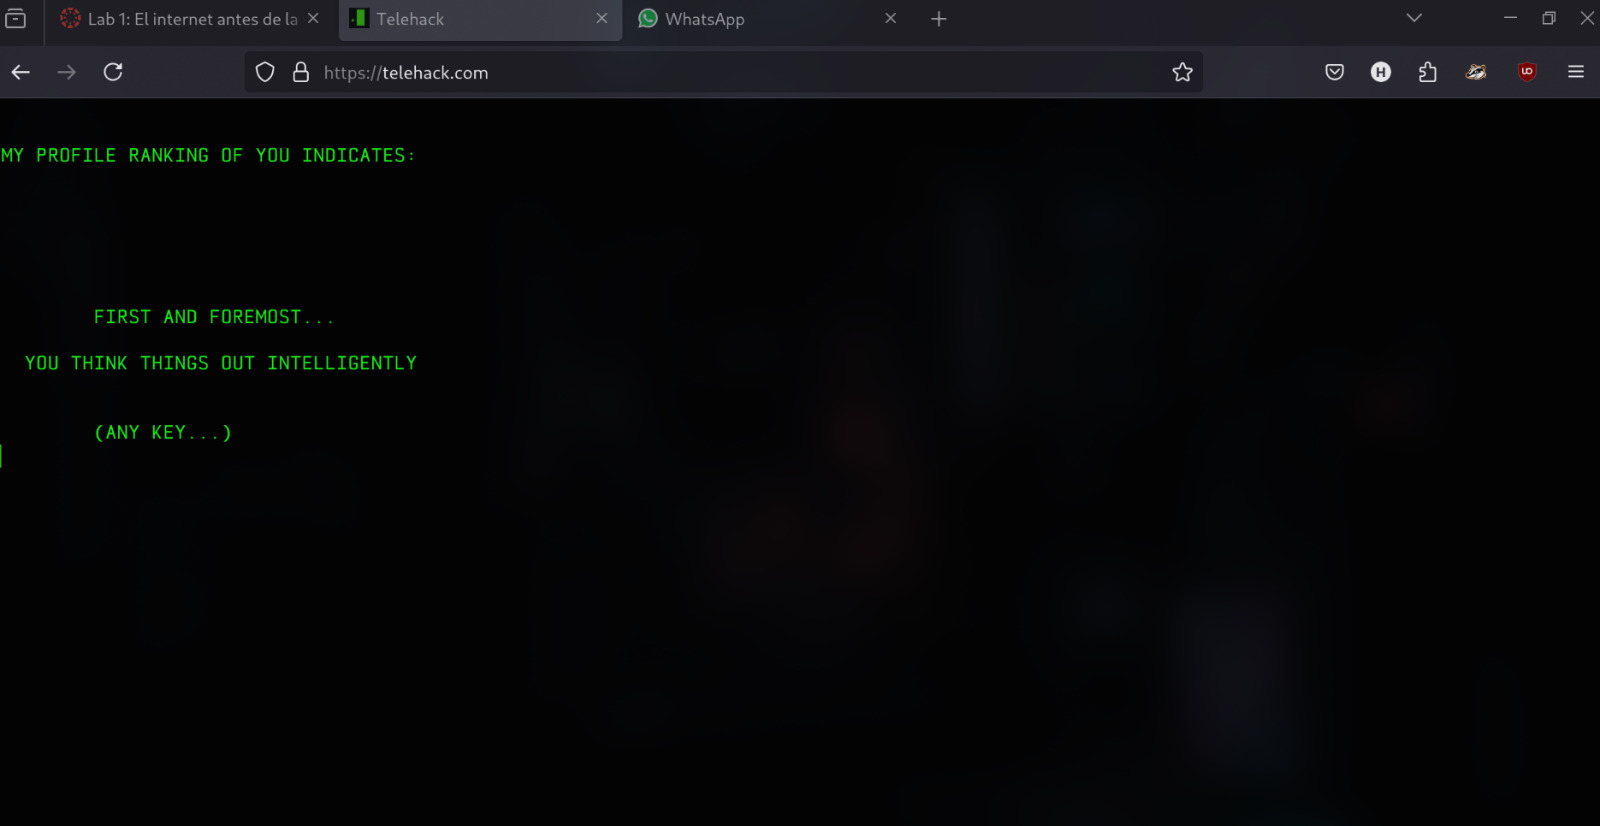 Lab 1: El internet antes de la
Telehack
WhatsApp
https://telehack.com
H
UO
MY PROFILE RANKING OF YOU INDICATES:
FIRST AND FOREMOST...
YOU THINK THINGS OUT INTELLIGENTLY
(ANY KEY...)